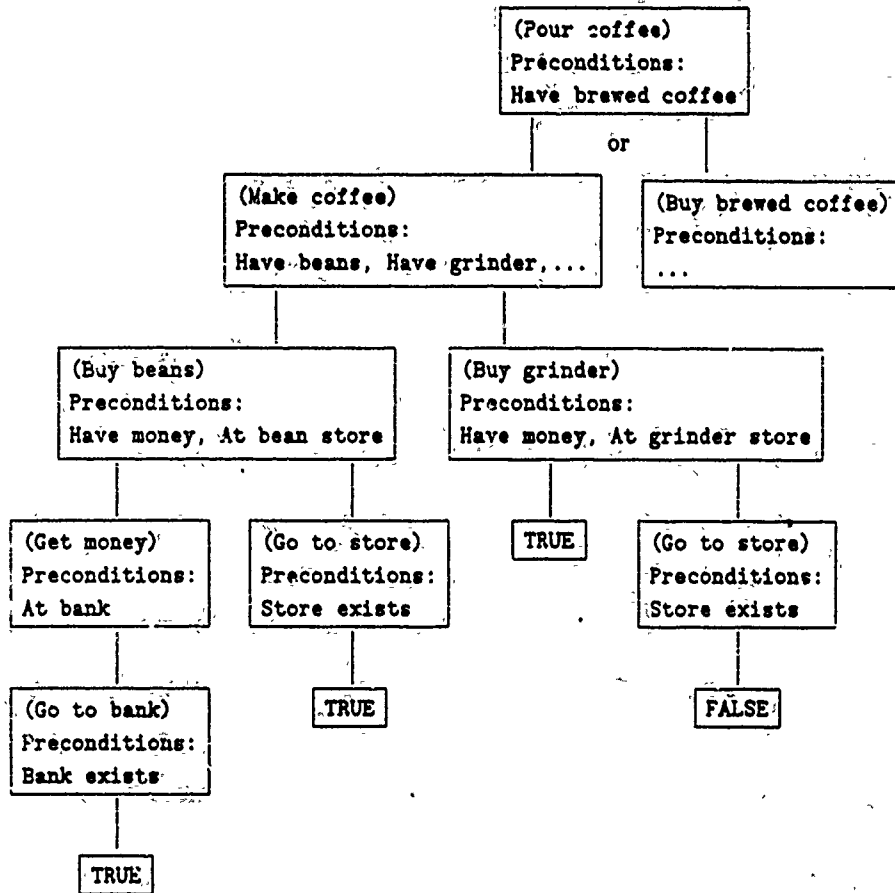 (Pour coffee)
Preconditions:
Have brewed coffee
or
(Make coffee)
Preconditions:
Have beans, Have grinder,...
(Buy brewed coffee)
Preconditions:
...
(Buy beans)
Preconditions:
Have money, At bean store
(Buy grinder)
Preconditions:
Have money, At grinder store
(Get money)
Preconditions:
At bank
(Go to store)
Preconditions:
Store exists
TRUE
(Go to store)
Preconditions:
Store exists
(Go to bank)
Preconditions:
Bank exists
TRUE
FALSE
TRUE